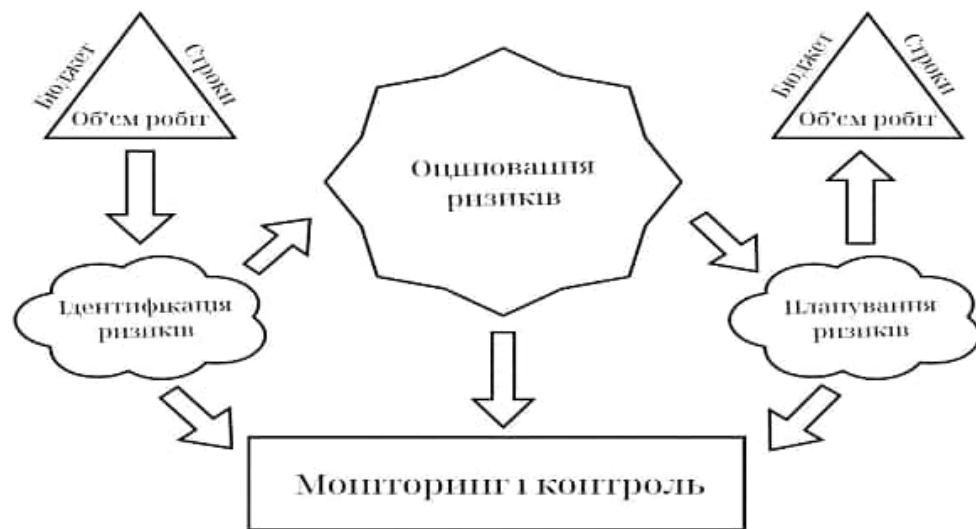 Бюджет
Строки
Об'єм робіт
Бюджет
Строки
Об'єм робіт
Оцінювання
ризиків
Ідентифікація
ризиків
Планування
ризиків
Моніторинг і контроль